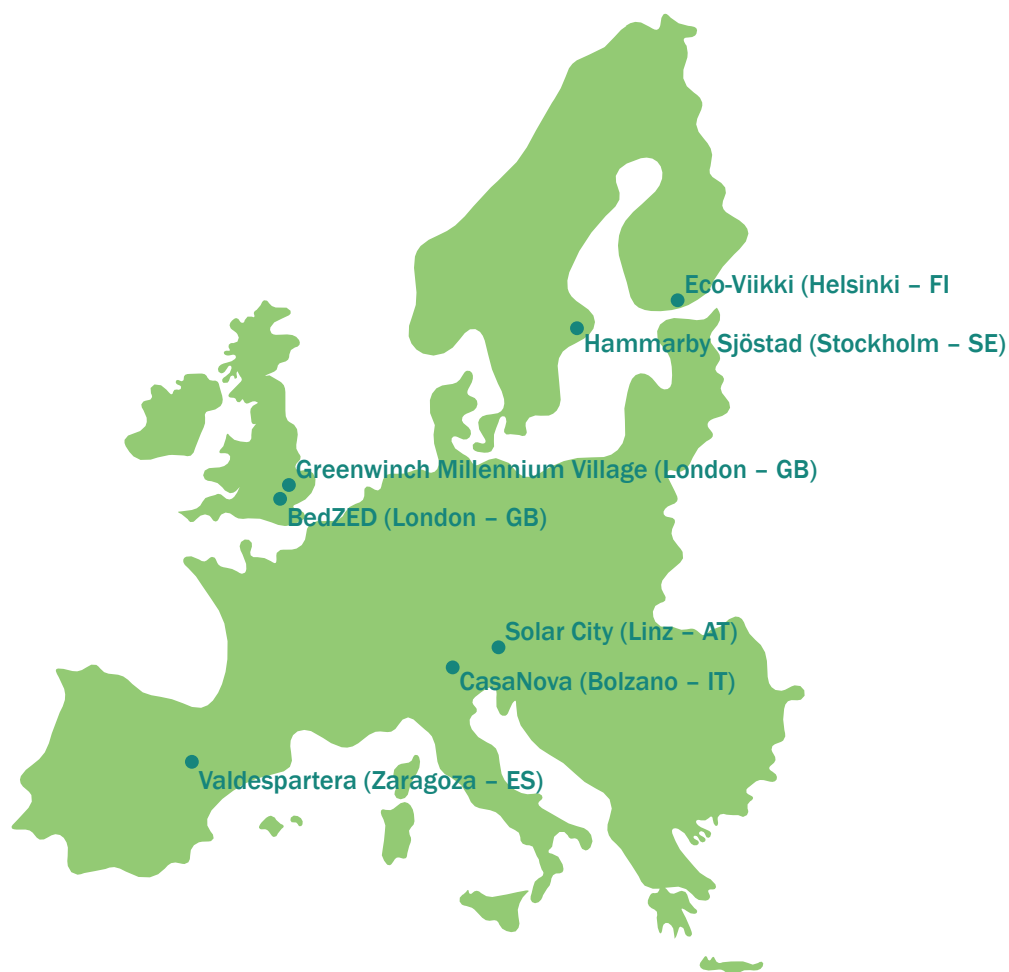 Eco-Viikki (Helsinki – FI
Hammarby Sjöstad (Stockholm – SE)
Greenwinch Millennium Village (London – GB)
BedZED (London – GB)
Solar City (Linz – AT)
CasaNova (Bolzano – IT)
Valdespartera (Zaragoza – ES)